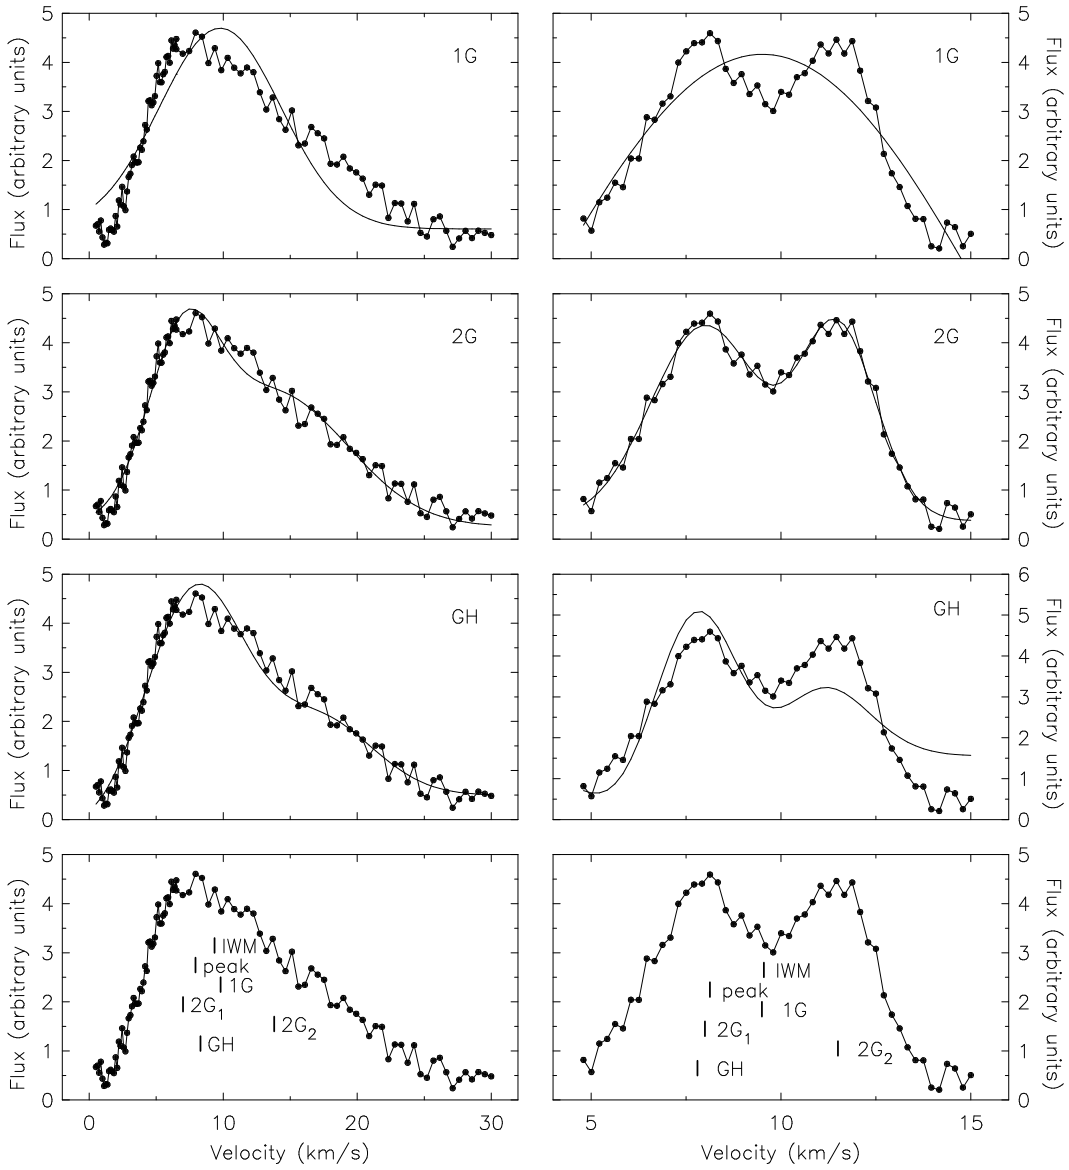 5 5
1G 1G
4 4
3 3
2 2
1 1
0 0
Flux (arbitrary units) Flux (arbitrary units)
5 5
2G 2G
4 4
3 3
2 2
1 1
0 0
Flux (arbitrary units) Flux (arbitrary units)
5 6
GH GH
4 5
3 4
2 3
1 2
0 1
0
Flux (arbitrary units) Flux (arbitrary units)
5 5
4 4
3 3
2 2
1 1
0 0
Flux (arbitrary units) Flux (arbitrary units)
IWM IWM
peak peak
1G 1G
2G1 2G1
2G2 2G2
GH GH
0 10 20 30 5 10 15
Velocity (km/s) Velocity (km/s)